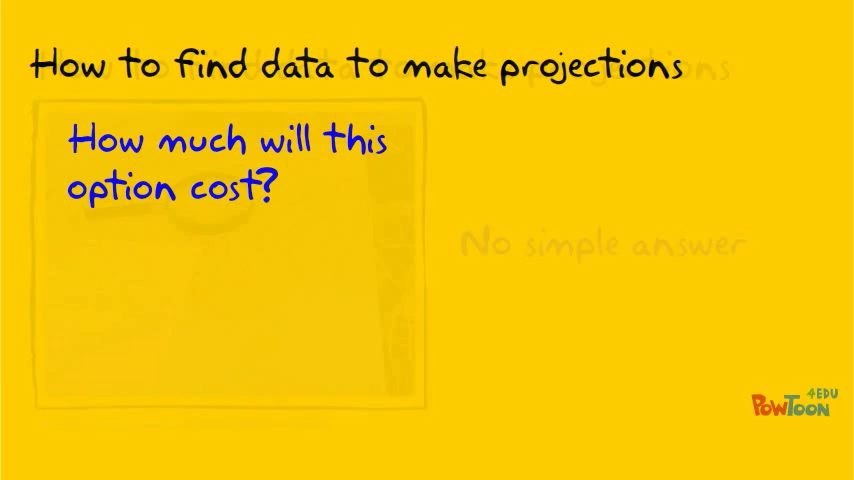 How to find data to make projections
How much will this
option cost?
No simple answer
4EDU
PowToon